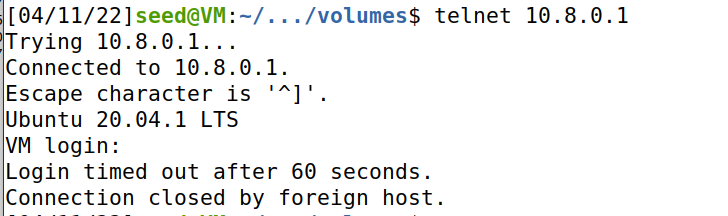 [04/11/22]seed@VM:~/.../volumes$ telnet 10.8.0.1
Trying 10.8.0.1...
Connected to 10.8.0.1.
Escape character is '^]'.
Ubuntu 20.04.1 LTS
VM login:
Login timed out after 60 seconds.
Connection closed by foreign host.